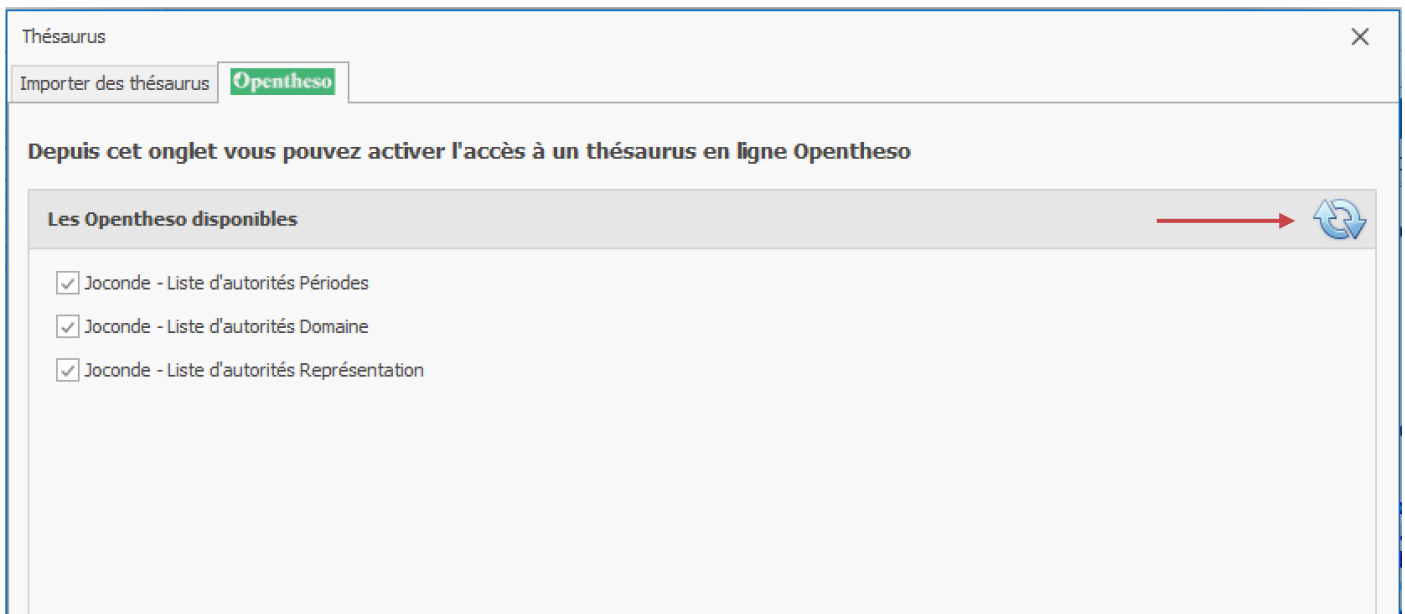 Thésaurus
Importer des thésaurus
Opentheso
Depuis cet onglet vous pouvez activer l'accès à un thésaurus en ligne Opentheso
Les Opentheso disponibles
Joconde - Liste d'autorités Périodes
Joconde - Liste d'autorités Domaine
Joconde - Liste d'autorités Représentation